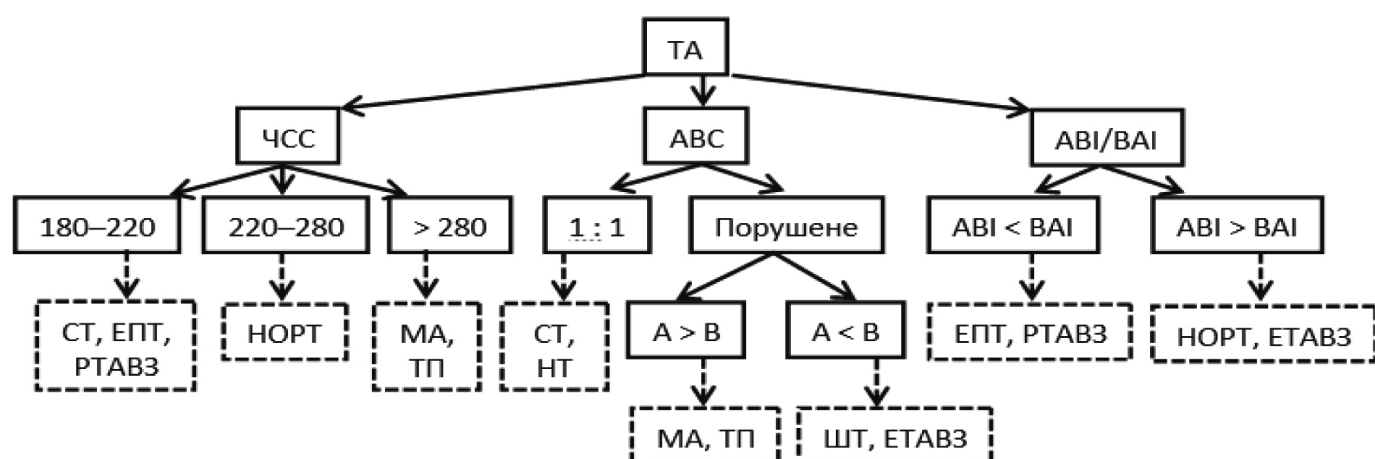 ТА
ЧСС
АВС
АВІ/ВАІ
180–220
220–280
> 280
1 : 1
Порушене
АВІ < ВАІ
АВІ > ВАІ
СТ, ЕПТ,
РТАВЗ
НОРТ
МА,
ТП
СТ,
НТ
А > В
А < В
ЕПТ, РТАВЗ
НОРТ, ЕТАВЗ
МА, ТП
ШТ, ЕТАВЗ